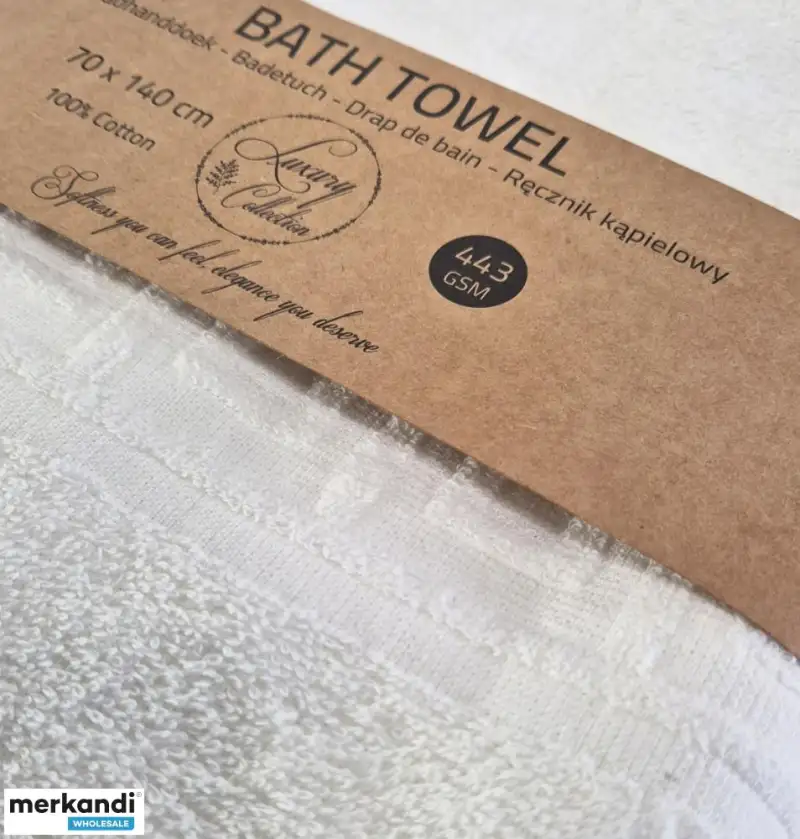 BATH TOWEL
Badetuch - Drap de bain - Ręcznik kąpielowy
70 x 140 cm
100% Cotton
Luxury
Collection
Softness you can feel, elegance you deserve
443
GSM
merkandi®
WHOLESALE